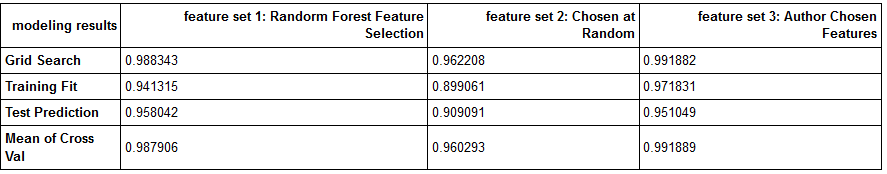 modeling results feature set 1: Randorm Forest Feature Selection feature set 2: Chosen at Random feature set 3: Author Chosen Features
Grid Search 0.988343 0.962208 0.991882
Training Fit 0.941315 0.899061 0.971831
Test Prediction 0.958042 0.909091 0.951049
Mean of Cross Val 0.987906 0.960293 0.991889